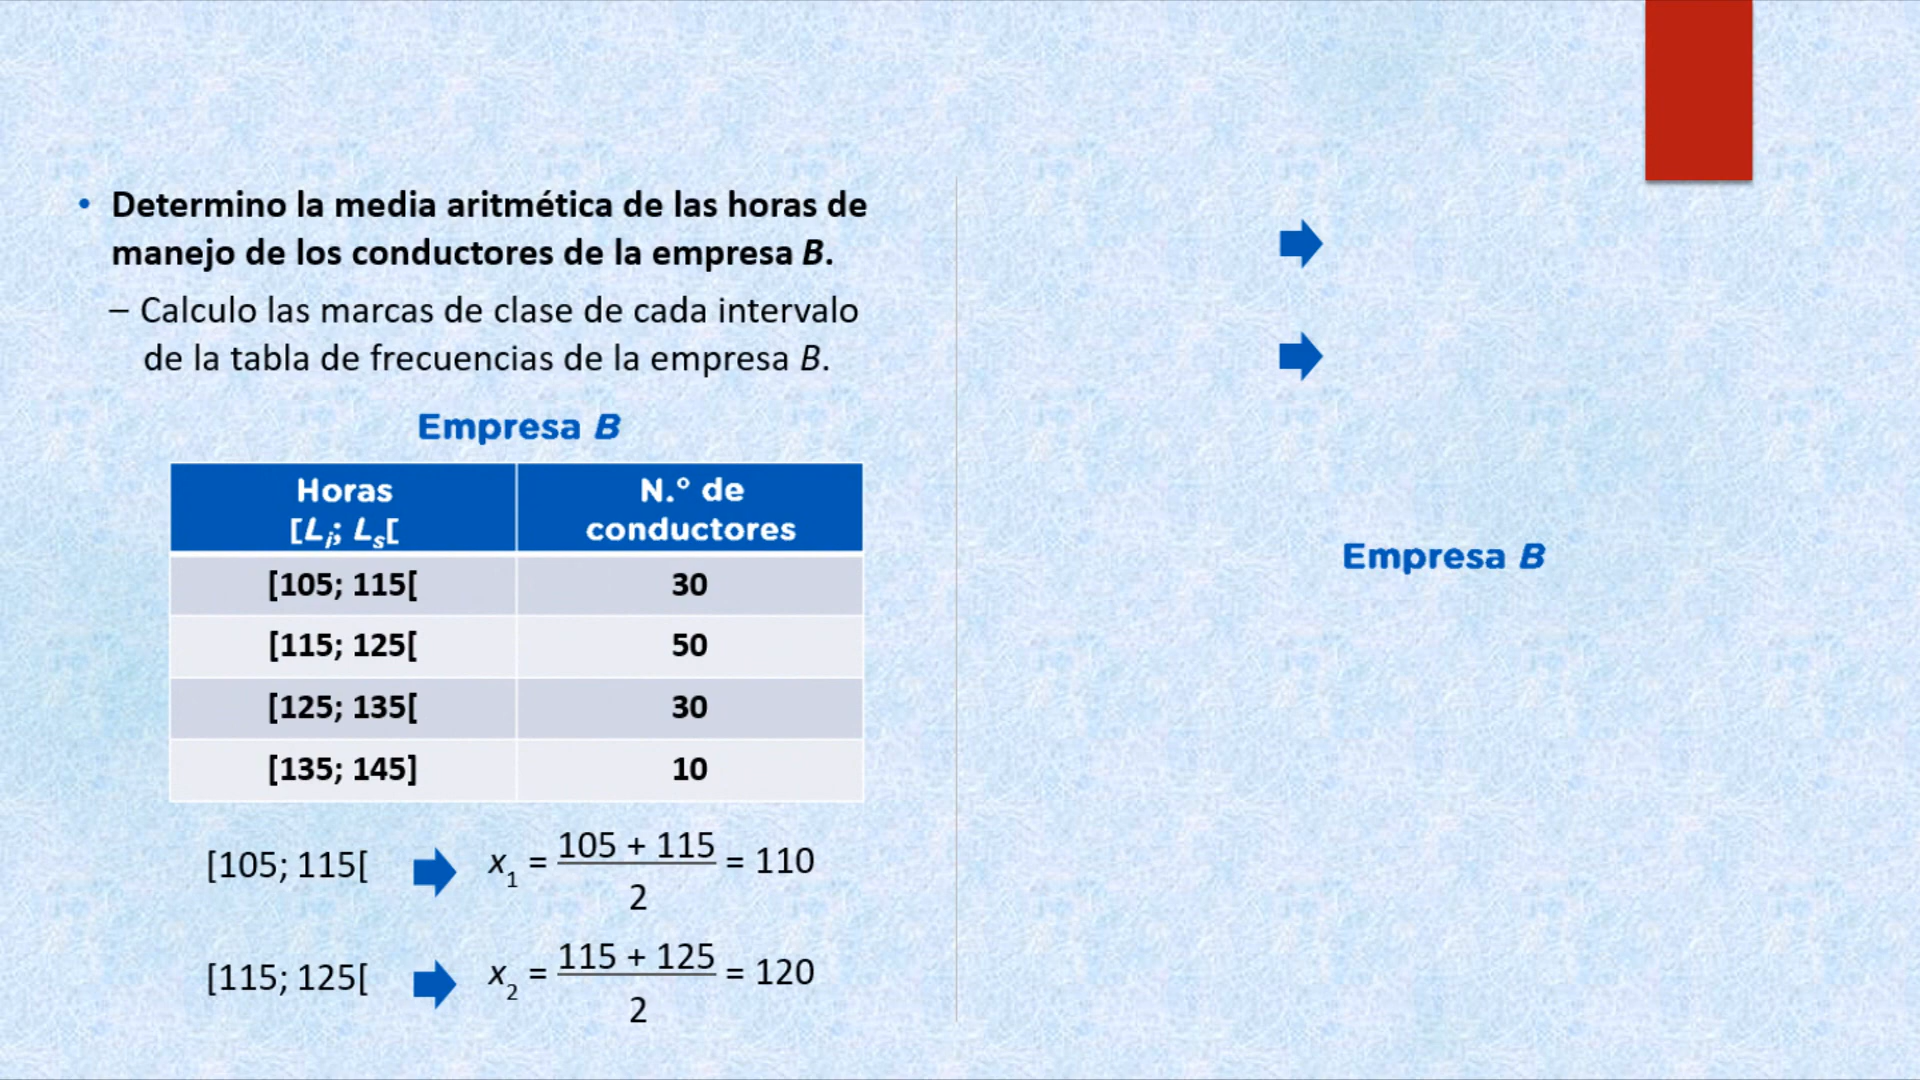 • Determino la media aritmética de las horas de
manejo de los conductores de la empresa B.
– Calculo las marcas de clase de cada intervalo
de la tabla de frecuencias de la empresa B.
Empresa B
Horas
[Li; Ls[
N.° de
conductores
[105; 115[ 30
[115; 125[ 50
[125; 135[ 30
[135; 145] 10
[105; 115[ x1 = (105 + 115)/2 = 110
[115; 125[ x2 = (115 + 125)/2 = 120
Empresa B